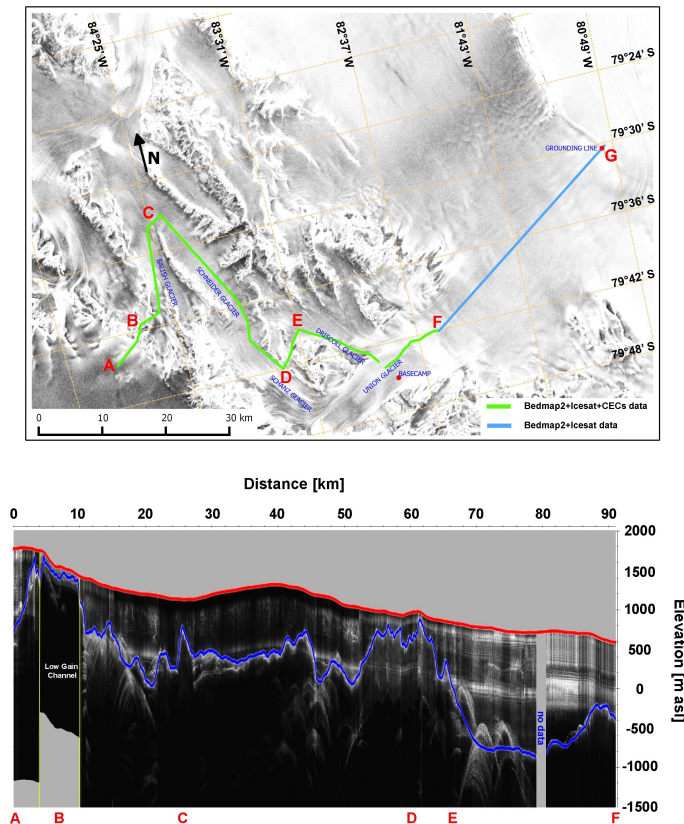 84°25' W
83°31' W
82°37' W
81°43' W
80°49' W
79°24' S
79°30' S
79°36' S
79°42' S
79°48' S
N
GROUNDING LINE
G
C
BRITISH GLACIER
SCHNEIDER GLACIER
B
E
F
DRISCOLL GLACIER
A
D
UNION GLACIER
BASECAMP
SCHANZ GLACIER
0 10 20 30 km
Bedmap2+Icesat+CECs data
Bedmap2+Icesat data
Distance [km]
0 10 20 30 40 50 60 70 80 90
2000
1500
1000
500
0
-500
-1000
-1500
Elevation [m asl]
Low Gain
Channel
no data
A B C D E F